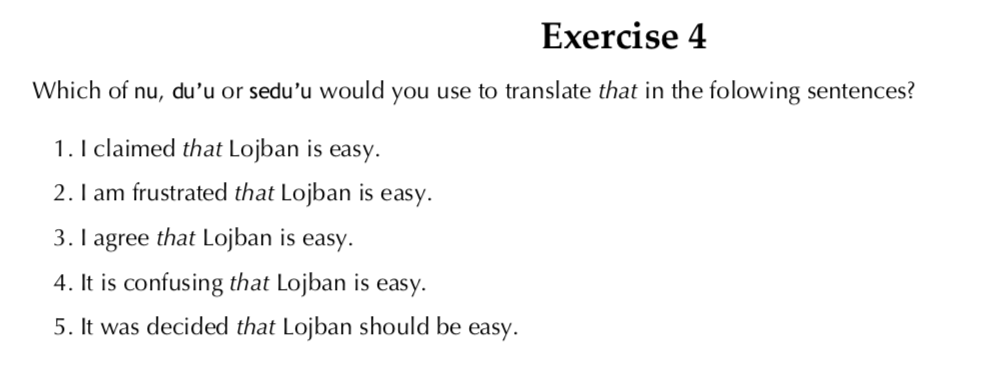 Exercise 4
Which of nu, du’u or sedu’u would you use to translate that in the folowing sentences?
1. I claimed that Lojban is easy.
2. I am frustrated that Lojban is easy.
3. I agree that Lojban is easy.
4. It is confusing that Lojban is easy.
5. It was decided that Lojban should be easy.